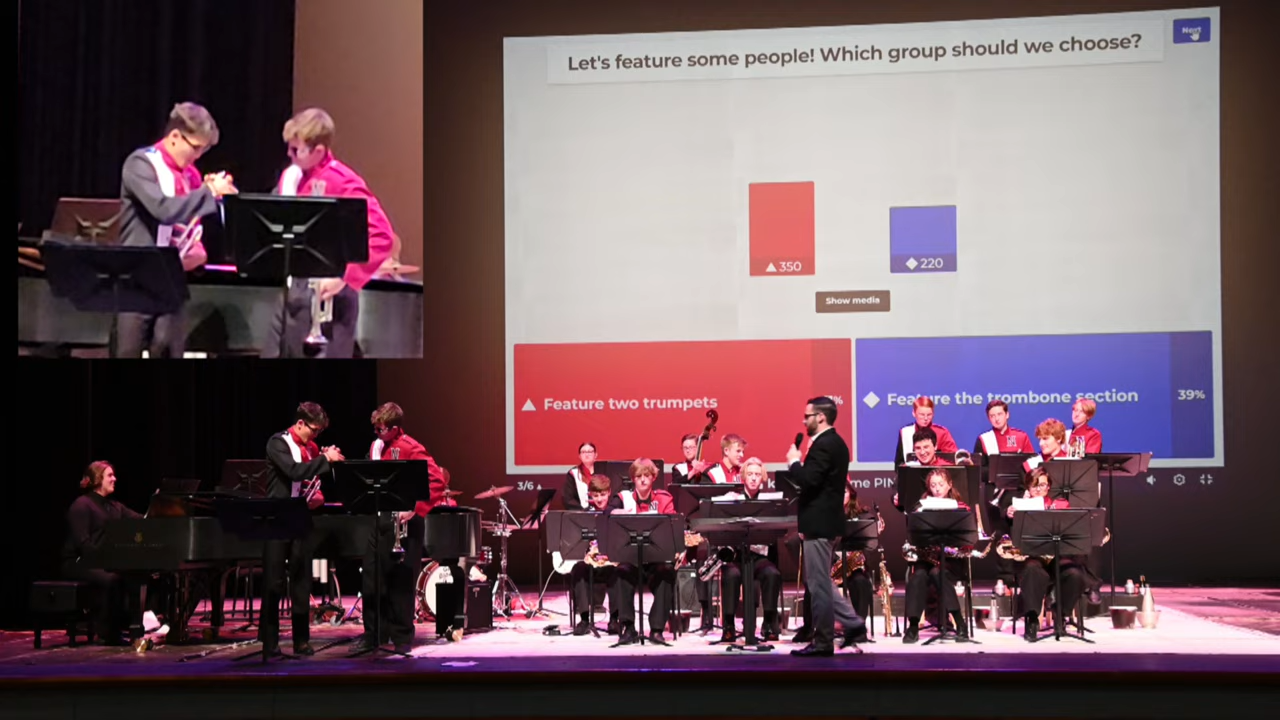 Next
Let's feature some people! Which group should we choose?
350
220
Show media
Feature two trumpets
Feature the trombone section
39%
3/6